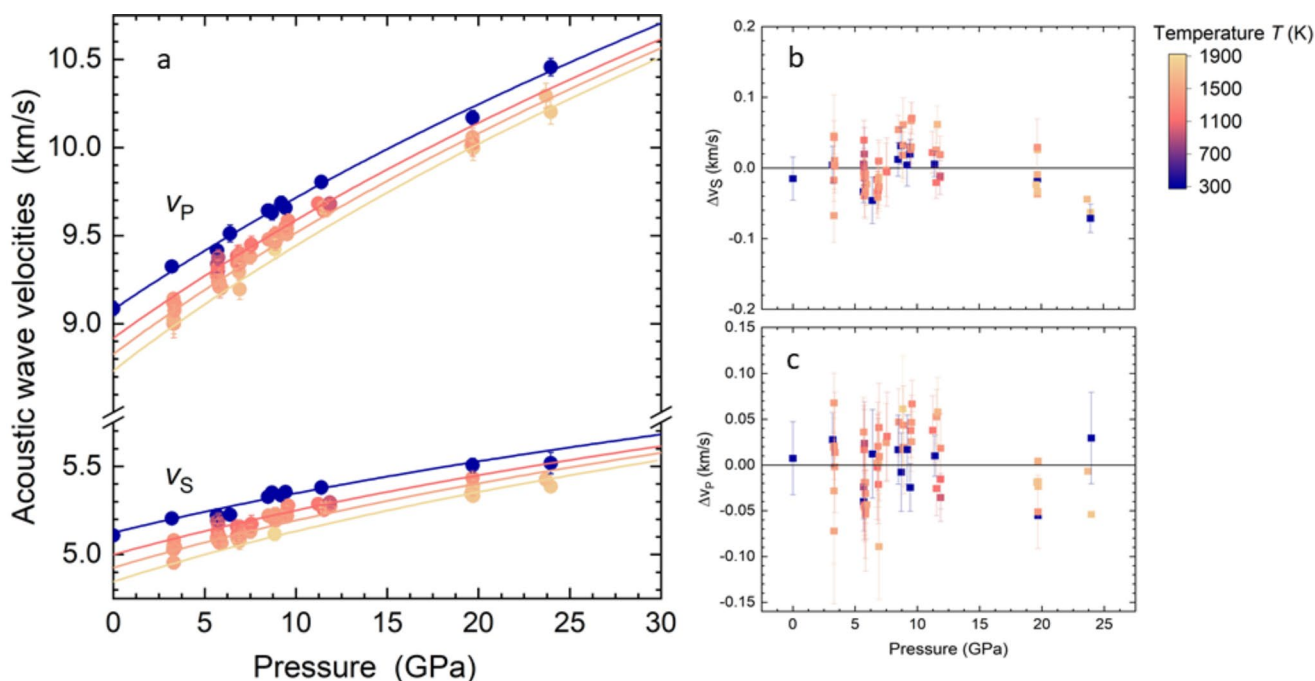 a
10.5
10.0
9.5
9.0
5.5
5.0
vP
vS
Acoustic wave velocities (km/s)
0 5 10 15 20 25 30
Pressure (GPa)
b
0.2
0.1
0.0
-0.1
-0.2
ΔvS (km/s)
c
0.15
0.10
0.05
0.00
-0.05
-0.10
-0.15
ΔvP (km/s)
0 5 10 15 20 25
Pressure (GPa)
Temperature T (K)
1900
1500
1100
700
300